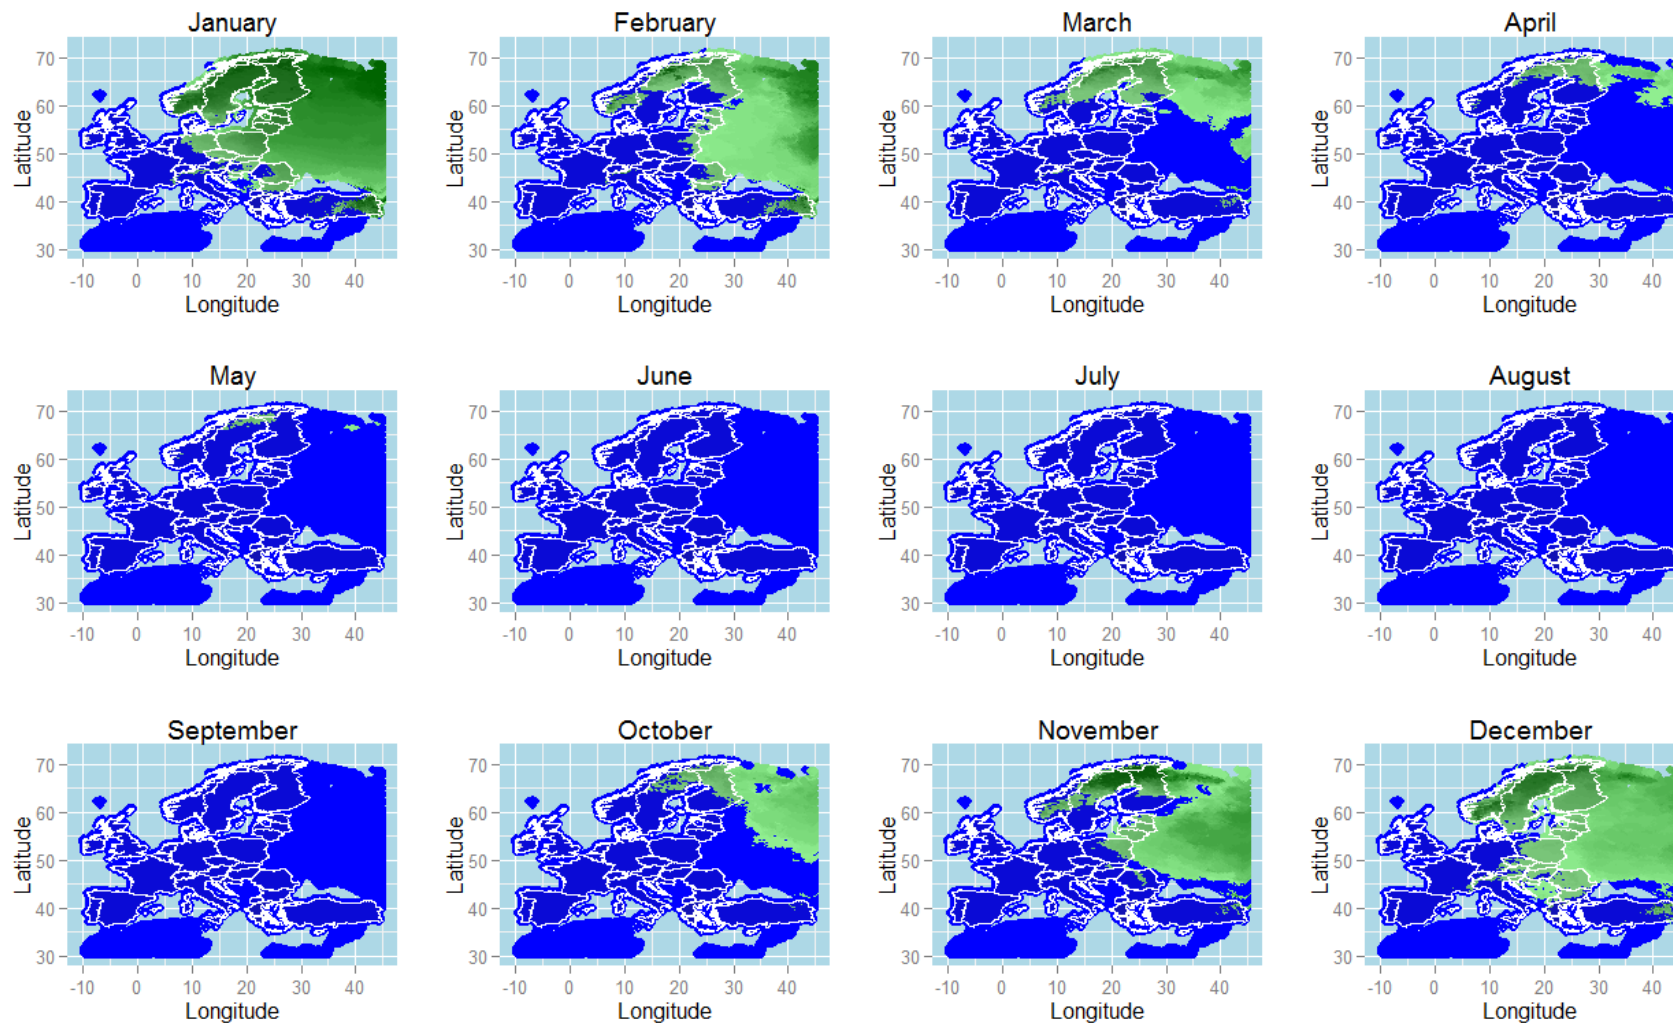 January February March April
70 70 70 70
60 60 60 60
50 50 50 50
40 40 40 40
30 30 30 30
Latitude Latitude Latitude Latitude
-10 0 10 20 30 40 -10 0 10 20 30 40 -10 0 10 20 30 40 -10 0 10 20 30 40
Longitude Longitude Longitude Longitude
May June July August
70 70 70 70
60 60 60 60
50 50 50 50
40 40 40 40
30 30 30 30
Latitude Latitude Latitude Latitude
-10 0 10 20 30 40 -10 0 10 20 30 40 -10 0 10 20 30 40 -10 0 10 20 30 40
Longitude Longitude Longitude Longitude
September October November December
70 70 70 70
60 60 60 60
50 50 50 50
40 40 40 40
30 30 30 30
Latitude Latitude Latitude Latitude
-10 0 10 20 30 40 -10 0 10 20 30 40 -10 0 10 20 30 40 -10 0 10 20 30 40
Longitude Longitude Longitude Longitude